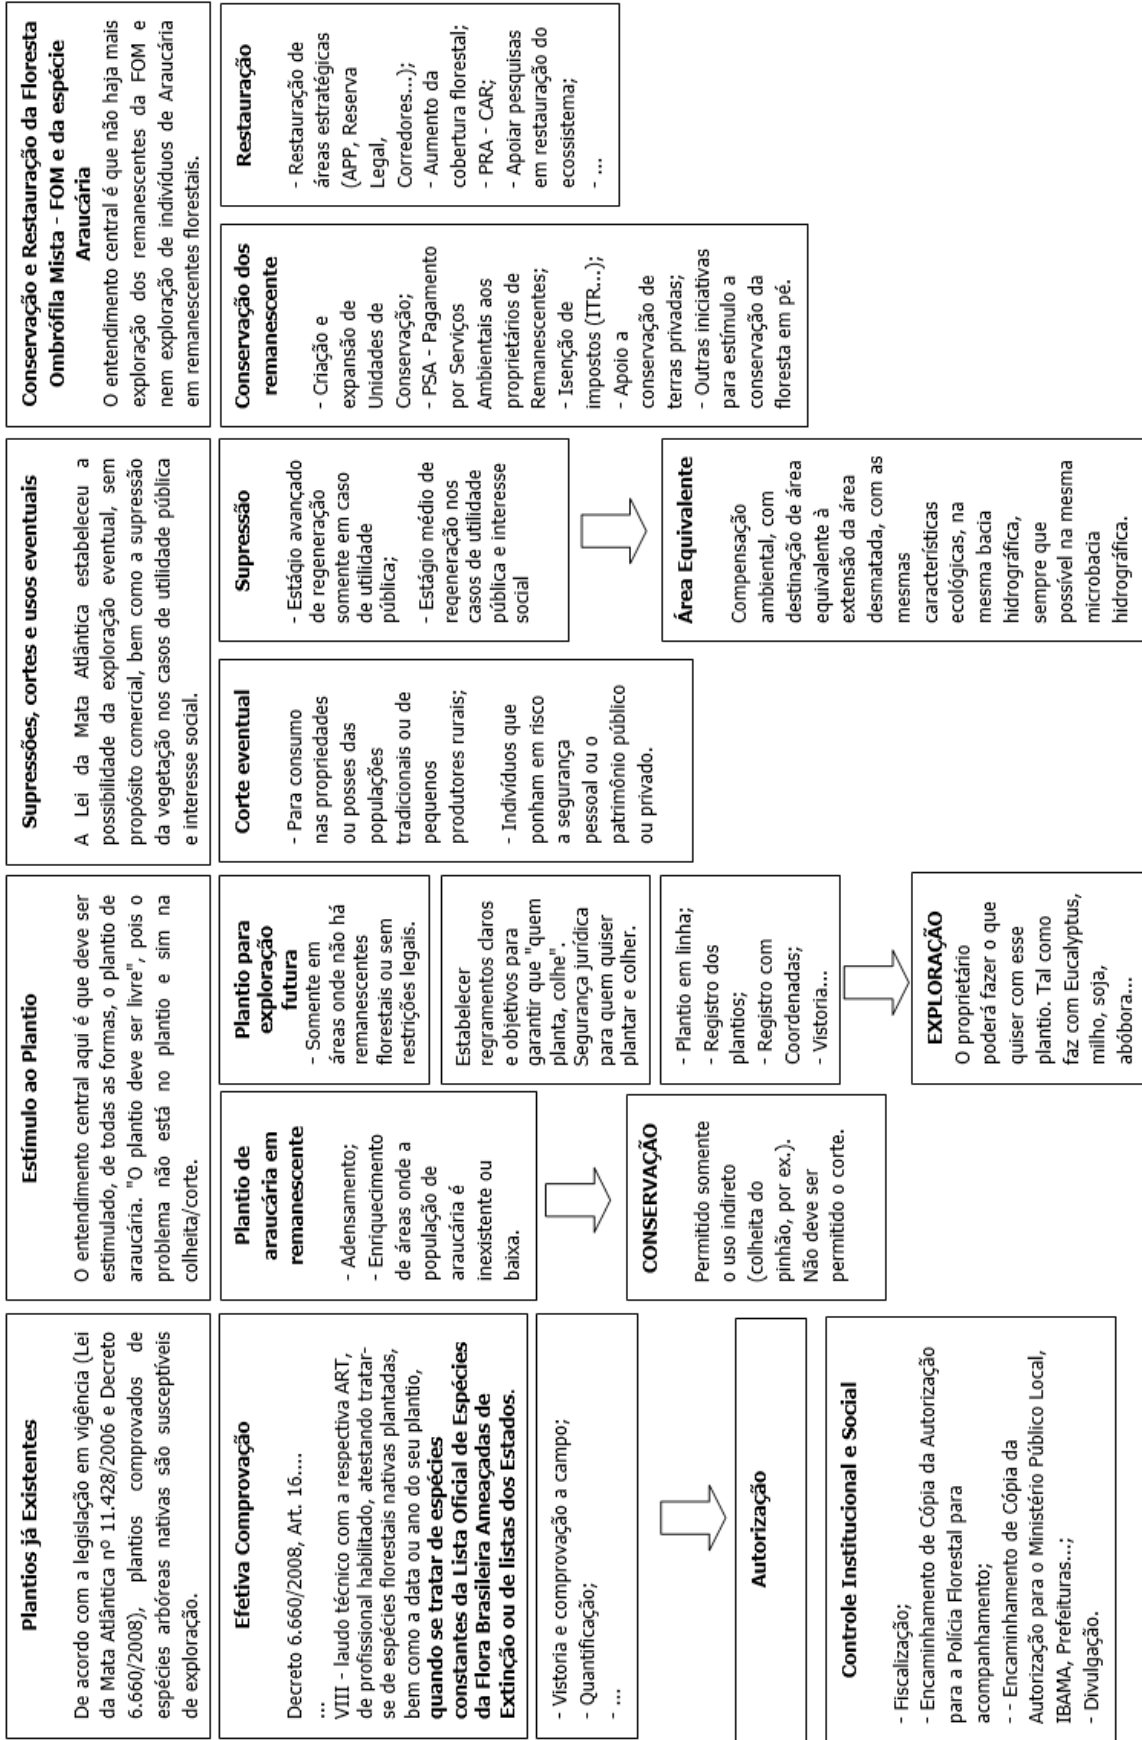 Plantios já Existentes
De acordo com a legislação em vigência (Lei
da Mata Atlântica nº 11.428/2006 e Decreto
6.660/2008), plantios comprovados de
espécies arbóreas nativas são susceptíveis
de exploração.
Efetiva Comprovação
Decreto 6.660/2008, Art. 16....
...
VIII - laudo técnico com a respectiva ART,
de profissional habilitado, atestando tratar-
se de espécies florestais nativas plantadas,
bem como a data ou ano do seu plantio,
quando se tratar de espécies
constantes da Lista Oficial de Espécies
da Flora Brasileira Ameaçadas de
Extinção ou de listas dos Estados.
- Vistoria e comprovação a campo;
- Quantificação;
- ...
Autorização
Controle Institucional e Social
- Fiscalização;
- Encaminhamento de Cópia da Autorização
para a Polícia Florestal para
acompanhamento;
- - Encaminhamento de Cópia da
Autorização para o Ministério Público Local,
IBAMA, Prefeituras...;
- Divulgação.
Estímulo ao Plantio
O entendimento central aqui é que deve ser
estimulado, de todas as formas, o plantio de
araucária. "O plantio deve ser livre", pois o
problema não está no plantio e sim na
colheita/corte.
Plantio de
araucária em
remanescente
- Adensamento;
- Enriquecimento
de áreas onde a
população de
araucária é
inexistente ou
baixa.
CONSERVAÇÃO
Permitido somente
o uso indireto
(colheita do
pinhão, por ex.).
Não deve ser
permitido o corte.
Plantio para
exploração
futura
- Somente em
áreas onde não há
remanescentes
florestais ou sem
restrições legais.
Establecer
regramentos claros
e objetivos para
garantir que "quem
planta, colhe".
Segurança jurídica
para quem quiser
plantar e colher.
- Plantio em linha;
- Registro dos
plantios;
- Registro com
Coordenadas;
- Vistoria...
EXPLORAÇÃO
O proprietário
poderá fazer o que
quiser com esse
plantio. Tal como
faz com Eucalyptus,
milho, soja,
abóbora...
Supressões, cortes e usos eventuais
A Lei da Mata Atlântica estabeleceu a
possibilidade da exploração eventual, sem
propósito comercial, bem como a supressão
da vegetação nos casos de utilidade pública
e interesse social.
Corte eventual
- Para consumo
nas propriedades
ou posses das
populações
tradicionais ou de
pequenos
produtores rurais;
- Indivíduos que
ponham em risco
a segurança
pessoal ou o
patrimônio público
ou privado.
Supressão
- Estágio avançado
de regeneração
somente em caso
de utilidade
pública;
- Estágio médio de
regeneração nos
casos de utilidade
pública e interesse
social
Área Equivalente
Compensação
ambiental, com
destinação de área
equivalente à
extensão da área
desmatada, com as
mesmas
características
ecológicas, na
mesma bacia
hidrográfica,
sempre que
possível na mesma
microbacia
hidrográfica.
Conservação e Restauração da Floresta
Ombrófila Mista - FOM e da espécie
Araucária
O entendimento central é que não haja mais
exploração dos remanescentes da FOM e
nem exploração de indivíduos de Araucária
em remanescentes florestais.
Conservação dos
remanescente
- Criação e
expansão de
Unidades de
Conservação;
- PSA - Pagamento
por Serviços
Ambientais aos
proprietários de
Remanescentes;
- Isenção de
impostos (ITR...);
- Apoio a
conservação de
terras privadas;
- Outras iniciativas
para estímulo a
conservação da
floresta em pé.
Restauração
- Restauração de
áreas estratégicas
(APP, Reserva
Legal,
Corredores...);
- Aumento da
cobertura florestal;
- PRA - CAR;
- Apoiar pesquisas
em restauração do
ecossistema;
- ...